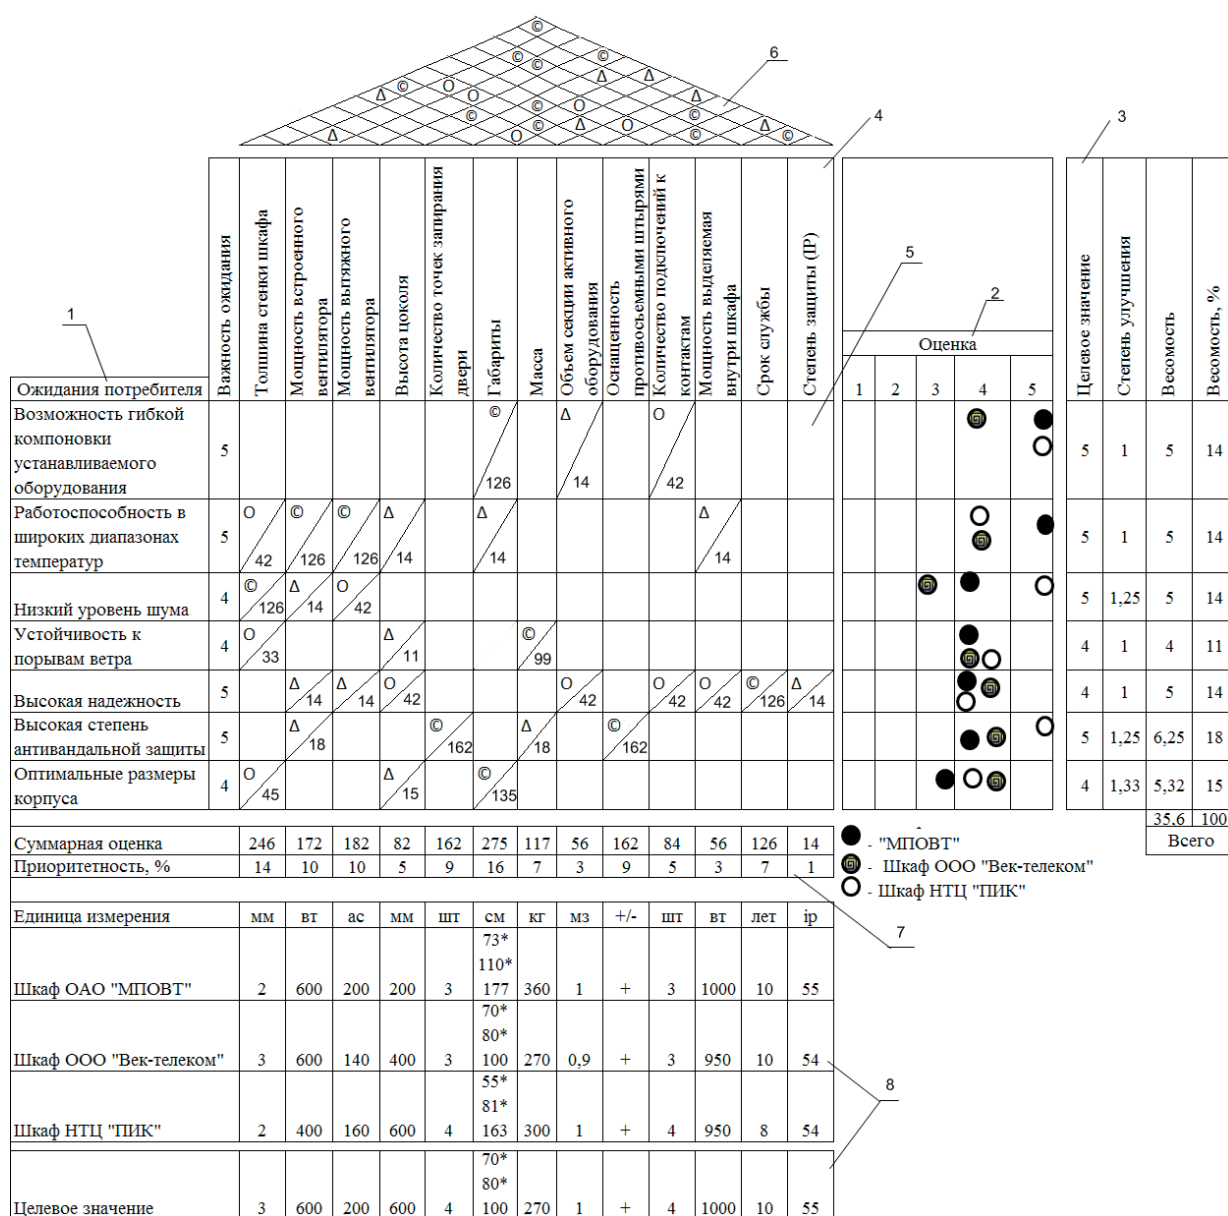 6
4
3
5
2
1
©
© ©
© Δ Δ
Δ © O O Δ
© © O ©
Δ O © Δ O © Δ ©
Ожидания потребителя
Важность ожидания
Толщина стенки шкафа
Мощность встроенного
вентилятора
Мощность вытяжного
вентилятора
Высота цоколя
Количество точек запирания
двери
Габариты
Масса
Объем секции активного
оборудования
Оснащенность
противосъемными штырями
Количество подключений к
контактам
Мощность выделяемая
внутри шкафа
Срок службы
Степень защиты (IP)
Оценка
1 2 3 4 5
Целевое значение
Степень улучшения
Весомость
Весомость, %
Возможность гибкой
компоновки
устанавливаемого
оборудования
5 © 126 Δ 14 O 42 5 1 5 14
Работоспособность в
широких диапазонах
температур
5 O 42 © 126 © 126 Δ 14 Δ 14 Δ 14 5 1 5 14
Низкий уровень шума
4 © 126 Δ 14 O 42 5 1,25 5 14
Устойчивость к
порывам ветра
4 O 33 Δ 11 © 99 4 1 4 11
Высокая надежность
5 Δ 14 Δ 14 O 42 O 42 O 42 O 42 © 126 Δ 14 4 1 5 14
Высокая степень
антивандальной защиты
5 Δ 18 © 162 Δ 18 © 162 5 1,25 6,25 18
Оптимальные размеры
корпуса
4 O 45 Δ 15 © 135 4 1,33 5,32 15
35,6 100
Всего
Суммарная оценка 246 172 182 82 162 275 117 56 162 84 56 126 14
Приоритетность, % 14 10 10 5 9 16 7 3 9 5 3 7 1
- "МПОВТ"
- Шкаф ООО "Век-телеком"
- Шкаф НТЦ "ПИК"
7
Единица измерения мм вт ас мм шт см кг мз +/- шт вт лет ip
73*
110*
Шкаф ОАО "МПОВТ" 2 600 200 200 3 177 360 1 + 3 1000 10 55
70*
80*
Шкаф ООО "Век-телеком" 3 600 140 400 3 100 270 0,9 + 3 950 10 54
55*
81*
Шкаф НТЦ "ПИК" 2 400 160 600 4 163 300 1 + 4 950 8 54
8
70*
80*
Целевое значение 3 600 200 600 4 100 270 1 + 4 1000 10 55